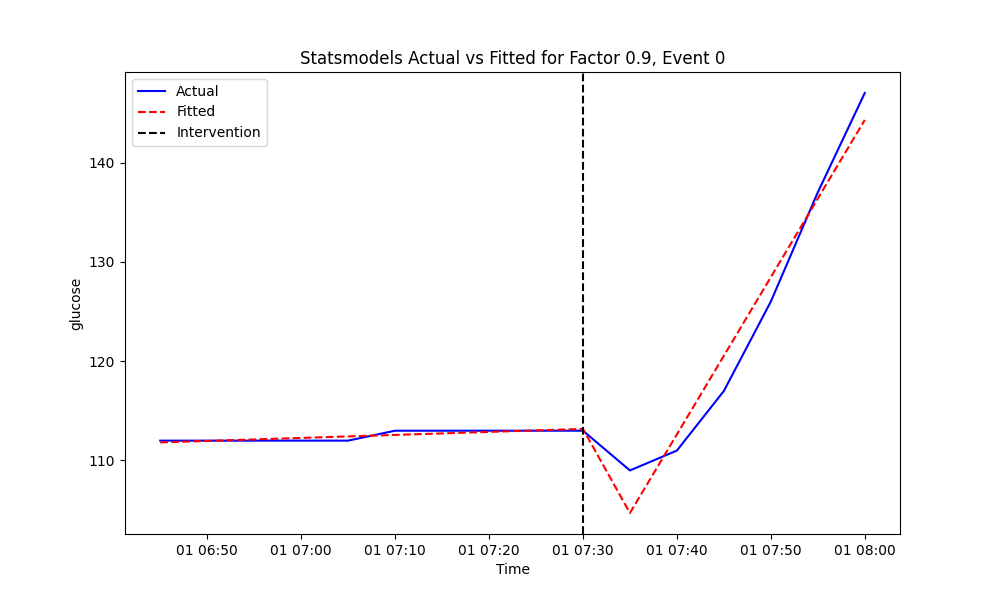 Statsmodels Actual vs Fitted for Factor 0.9, Event 0
Actual
Fitted
Intervention
glucose
140
130
120
110
01 06:50
01 07:00
01 07:10
01 07:20
01 07:30
01 07:40
01 07:50
01 08:00
Time